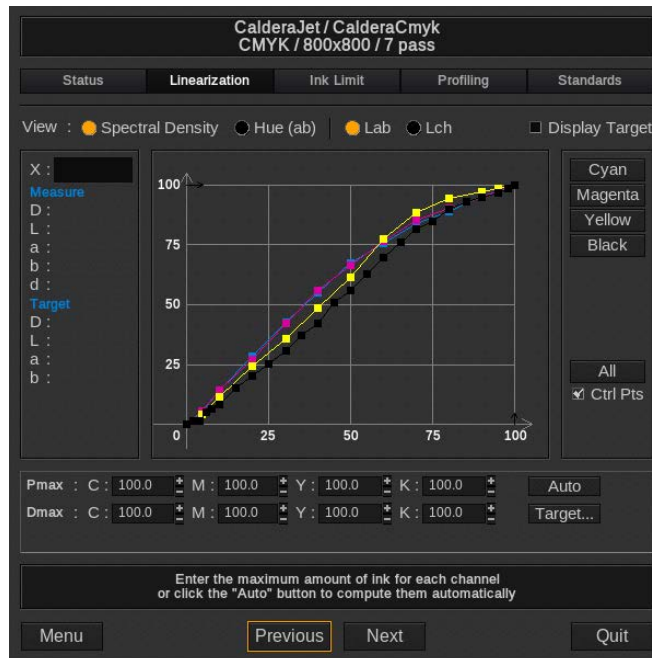 CalderaJet / CalderaCmyk
CMYK / 800x800 / 7 pass
Status Linearization Ink Limit Profiling Standards
View : Spectral Density Hue (ab) Lab Lch Display Target
X :
Measure
D :
L :
a :
b :
d :
Target
D :
L :
a :
b :
100
75
50
25
0 25 50 75 100
Cyan
Magenta
Yellow
Black
All
Ctrl Pts
Pmax : C : 100.0 M : 100.0 Y : 100.0 K : 100.0 Auto
Dmax : C : 100.0 M : 100.0 Y : 100.0 K : 100.0 Target...
Enter the maximum amount of ink for each channel
or click the "Auto" button to compute them automatically
Menu Previous Next Quit